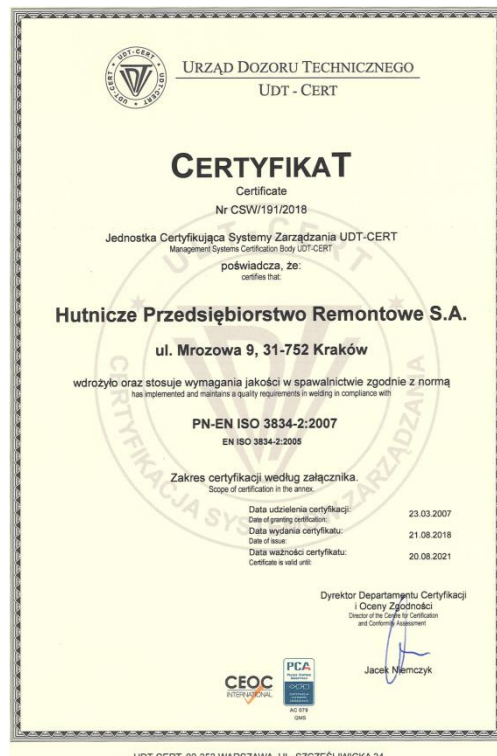 URZĄD DOZORU TECHNICZNEGO
UDT - CERT
CERTYFIKAT
Certificate
Nr CSW/191/2018
Jednostka Certyfikująca Systemy Zarządzania UDT-CERT
Management Systems Certification Body UDT-CERT
poświadcza, że:
certifies that:
Hutnicze Przedsiębiorstwo Remontowe S.A.
ul. Mrozowa 9, 31-752 Kraków
wdrożyło oraz stosuje wymagania jakości w spawalnictwie zgodnie z normą
has implemented and maintains a quality requirements in welding in compliance with
PN-EN ISO 3834-2:2007
EN ISO 3834-2:2005
Zakres certyfikacji według załącznika.
Scope of certification in the annex.
Data udzielenia certyfikacji: 23.03.2007
Date of granting certification:
Data wydania certyfikatu: 21.08.2018
Date of issue:
Data ważności certyfikatu: 20.08.2021
Certificate is valid until:
Dyrektor Departamentu Certyfikacji
i Oceny Zgodności
Director of the Centre for Certification
and Conformity Assessment
Jacek Niemczyk
CEOC
INTERNATIONAL
PCA
AC 079
QMS
UDT-CERT, 02-353 WARSZAWA, UL. SZCZĘŚLIWICKA 34